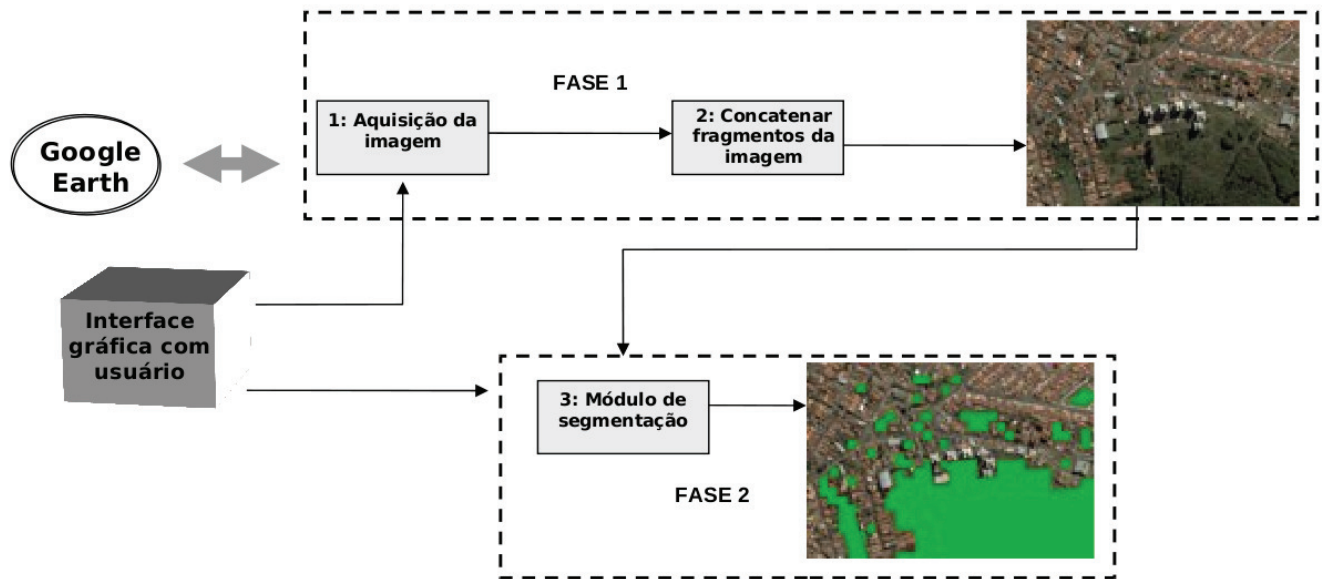 FASE 1
1: Aquisição da
imagem
2: Concatenar
fragmentos da
imagem
Google
Earth
Interface
gráfica com
usuário
3: Módulo de
segmentação
FASE 2